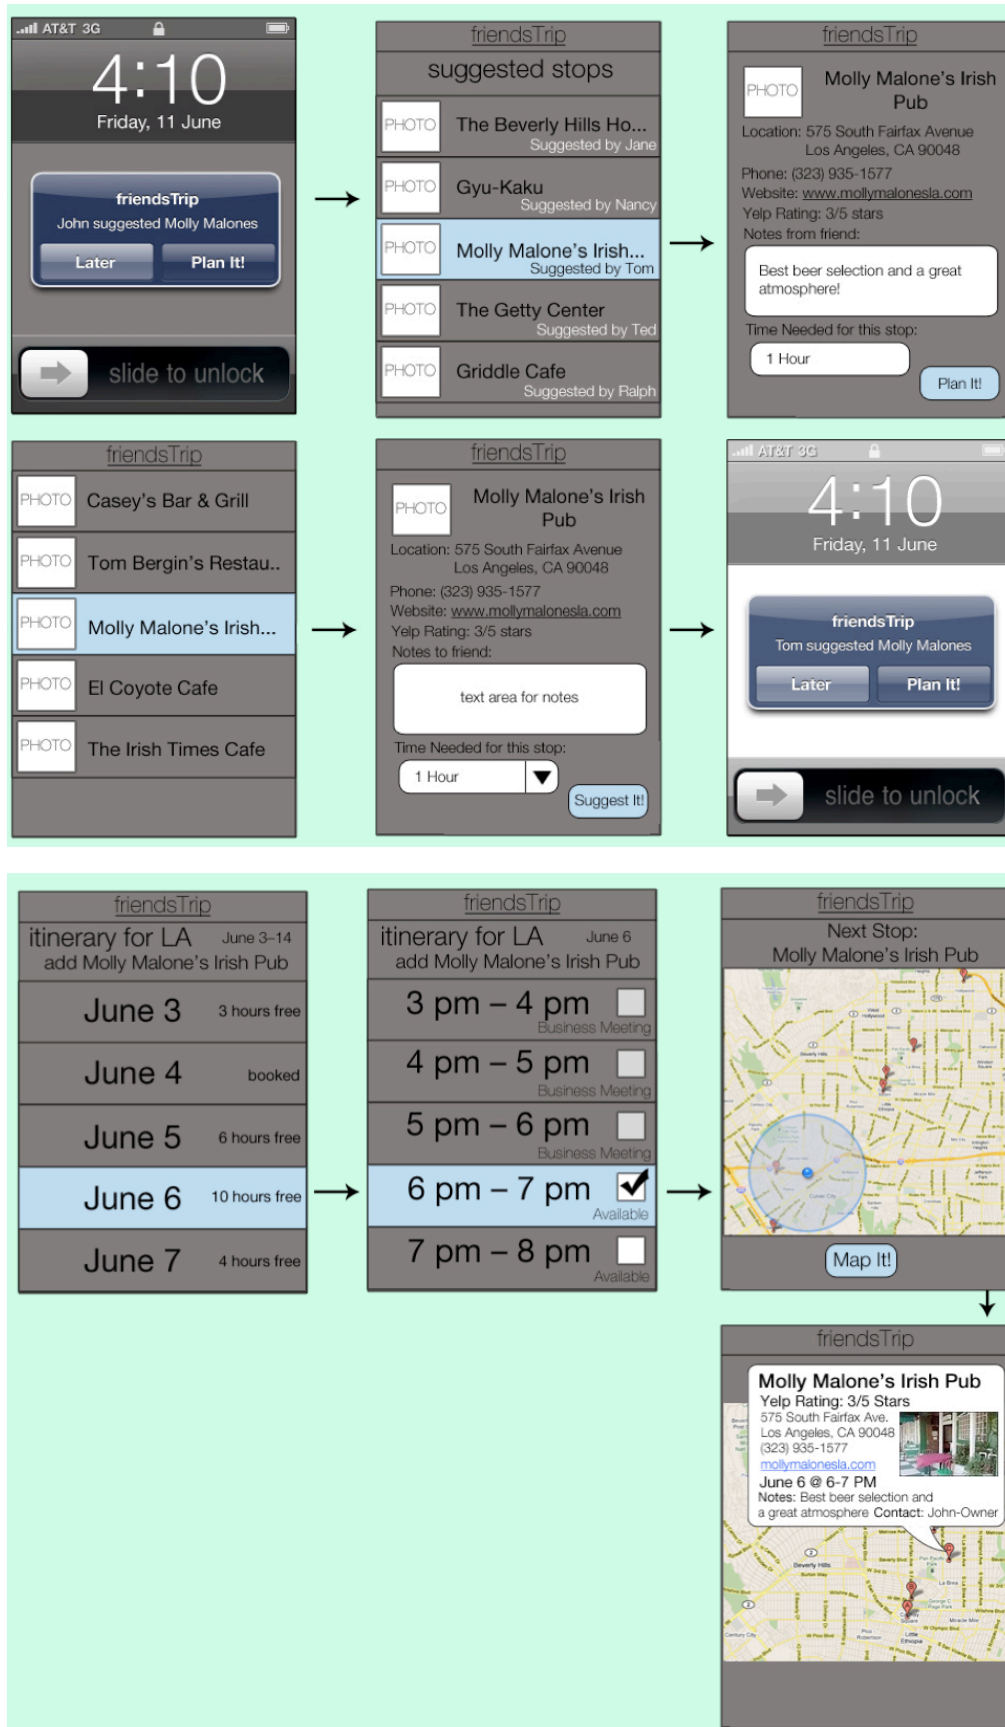 AT&T 3G
4:10
Friday, 11 June
friendsTrip
John suggested Molly Malones
Later Plan It!
slide to unlock
friendsTrip
suggested stops
PHOTO The Beverly Hills Ho...
Suggested by Jane
PHOTO Gyu-Kaku
Suggested by Nancy
PHOTO Molly Malone's Irish...
Suggested by Tom
PHOTO The Getty Center
Suggested by Ted
PHOTO Griddle Cafe
Suggested by Ralph
friendsTrip
PHOTO Molly Malone's Irish
Pub
Location: 575 South Fairfax Avenue
Los Angeles, CA 90048
Phone: (323) 935-1577
Website: www.mollymalonesla.com
Yelp Rating: 3/5 stars
Notes from friend:
Best beer selection and a great
atmosphere!
Time Needed for this stop:
1 Hour
Plan It!
friendsTrip
PHOTO Casey's Bar & Grill
PHOTO Tom Bergin's Restau..
PHOTO Molly Malone's Irish...
PHOTO El Coyote Cafe
PHOTO The Irish Times Cafe
friendsTrip
PHOTO Molly Malone's Irish
Pub
Location: 575 South Fairfax Avenue
Los Angeles, CA 90048
Phone: (323) 935-1577
Website: www.mollymalonesla.com
Yelp Rating: 3/5 stars
Notes to friend:
text area for notes
Time Needed for this stop:
1 Hour
Suggest It!
AT&T 3G
4:10
Friday, 11 June
friendsTrip
Tom suggested Molly Malones
Later Plan It!
slide to unlock
friendsTrip
itinerary for LA June 3–14
add Molly Malone's Irish Pub
June 3 3 hours free
June 4 booked
June 5 6 hours free
June 6 10 hours free
June 7 4 hours free
friendsTrip
itinerary for LA June 6
add Molly Malone's Irish Pub
3 pm – 4 pm
Business Meeting
4 pm – 5 pm
Business Meeting
5 pm – 6 pm
Business Meeting
6 pm – 7 pm
Available
7 pm – 8 pm
Available
friendsTrip
Next Stop:
Molly Malone's Irish Pub
Beverly Hills
Culver City
Map It!
friendsTrip
Molly Malone's Irish Pub
Yelp Rating: 3/5 Stars
575 South Fairfax Ave.
Los Angeles, CA 90048
(323) 935-1577
mollymalonesla.com
June 6 @ 6-7 PM
Notes: Best beer selection and
a great atmosphere Contact: John-Owner
Beverly Hills
La Brea
Miracle Mile
Century City
Pico
Robertson
Little
Ethiopia